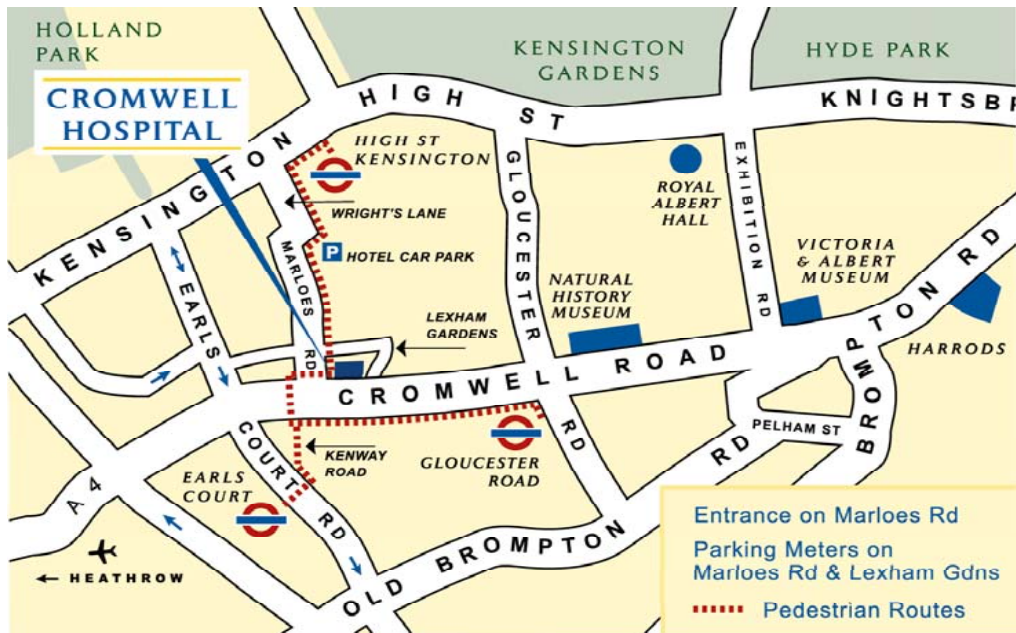 HOLLAND
PARK
KENSINGTON
GARDENS
HYDE PARK
CROMWELL
HOSPITAL
KENSINGTON HIGH ST
KNIGHTSBR
HIGH ST
KENSINGTON
WRIGHT'S LANE
P HOTEL CAR PARK
MARLOES RD
LEXHAM
GARDENS
GLOUCESTER RD
ROYAL
ALBERT
HALL
EXHIBITION RD
NATURAL
HISTORY
MUSEUM
VICTORIA
& ALBERT
MUSEUM
BROMPTON RD
HARRODS
EARLS COURT RD
CROMWELL ROAD
A4
KENWAY
ROAD
GLOUCESTER
ROAD
EARLS
COURT
OLD BROMPTON RD
PELHAM ST
BROMPTON
HEATHROW
Entrance on Marloes Rd
Parking Meters on
Marloes Rd & Lexham Gdns
Pedestrian Routes